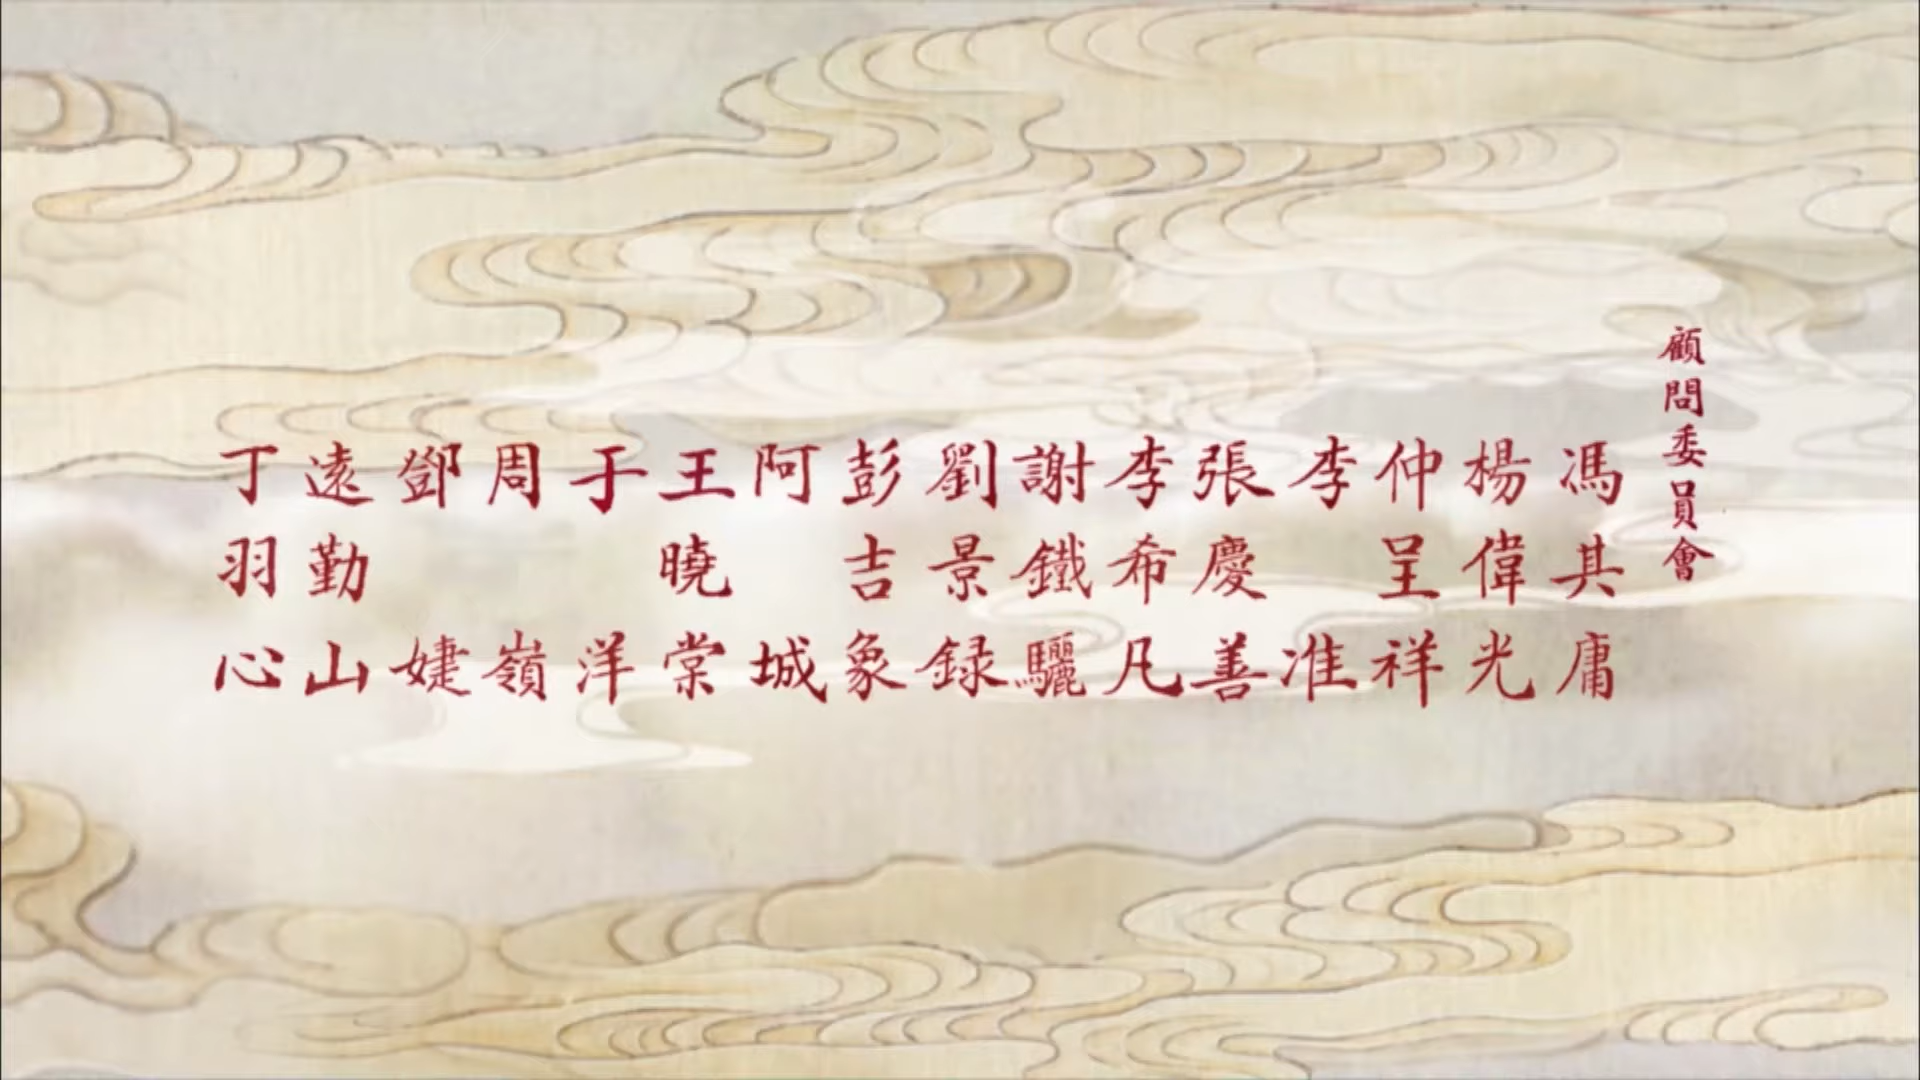 顧問委員會
馮其庸
楊偉光
仲呈祥
李准
張慶善
李希凡
謝鐵驪
劉景録
彭吉象
阿城
王曉棠
于洋
周嶺
鄧婕
遠勤山
丁羽心